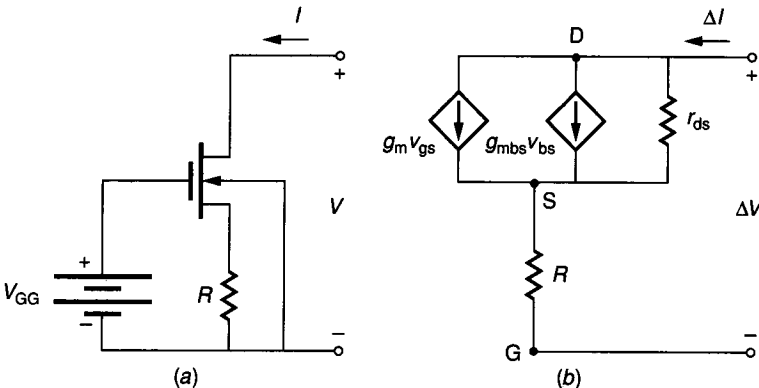 I
+
V
+
V_GG
−
R
−
(a)
D
ΔI
+
g_m v_gs
g_mbs v_bs
r_ds
S
ΔV
R
G
−
(b)